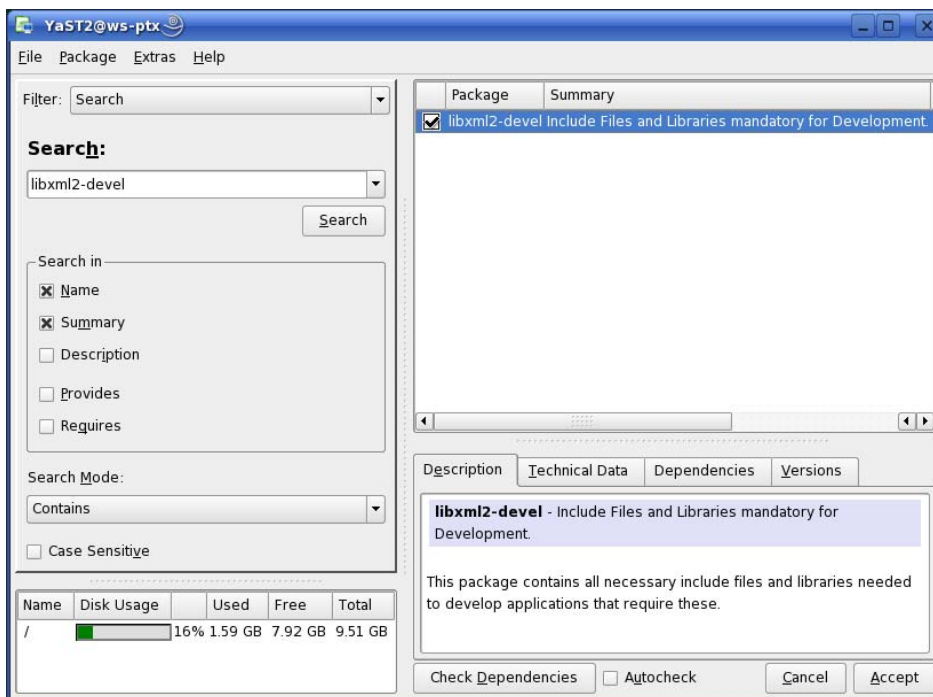 YaST2@ws-ptx
File Package Extras Help
Filter: Search
Search:
libxml2-devel
Search
Search in
Name
Summary
Description
Provides
Requires
Search Mode:
Contains
Case Sensitive
Name Disk Usage Used Free Total
/ 16% 1.59 GB 7.92 GB 9.51 GB
Package Summary
libxml2-devel Include Files and Libraries mandatory for Development.
Description Technical Data Dependencies Versions
libxml2-devel - Include Files and Libraries mandatory for
Development.
This package contains all necessary include files and libraries needed
to develop applications that require these.
Check Dependencies Autocheck Cancel Accept